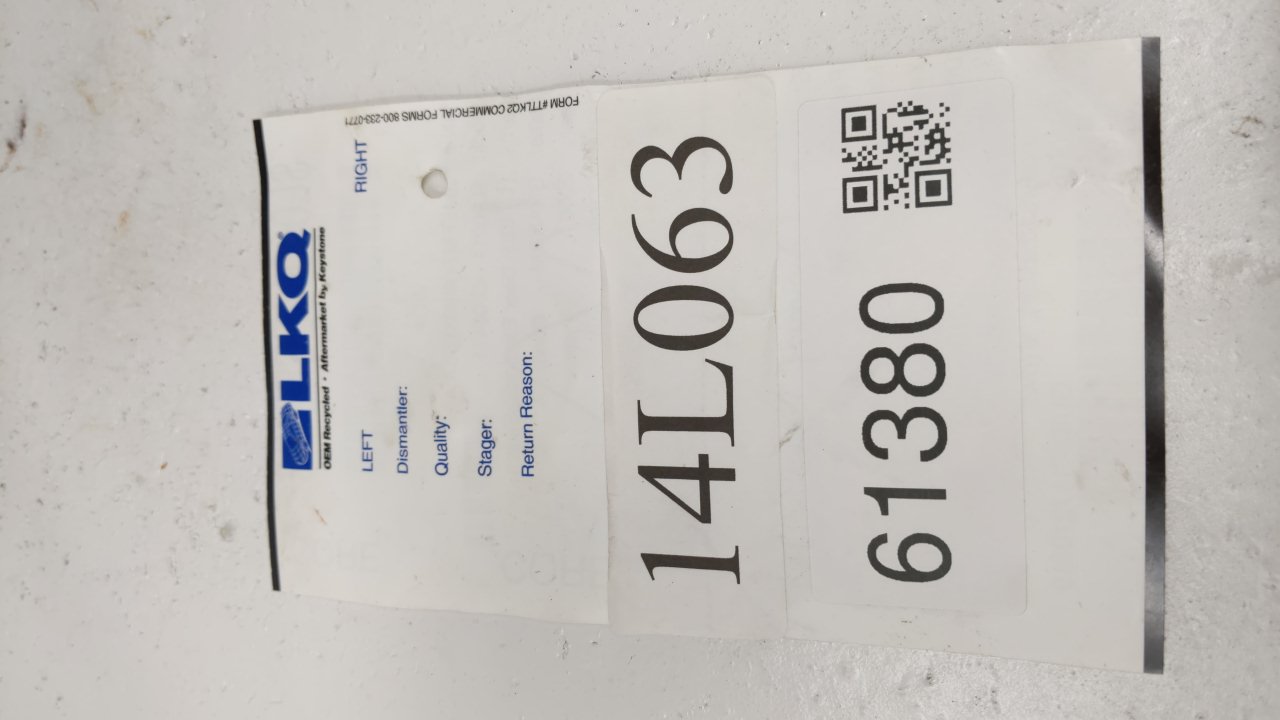 LKQ®
OEM Recycled · Aftermarket by Keystone
LEFT RIGHT
Dismantler:
Quality:
Stager:
Return Reason:
FORM #TTLKQ2 COMMERCIAL FORMS 800-233-0771
14L063
61380